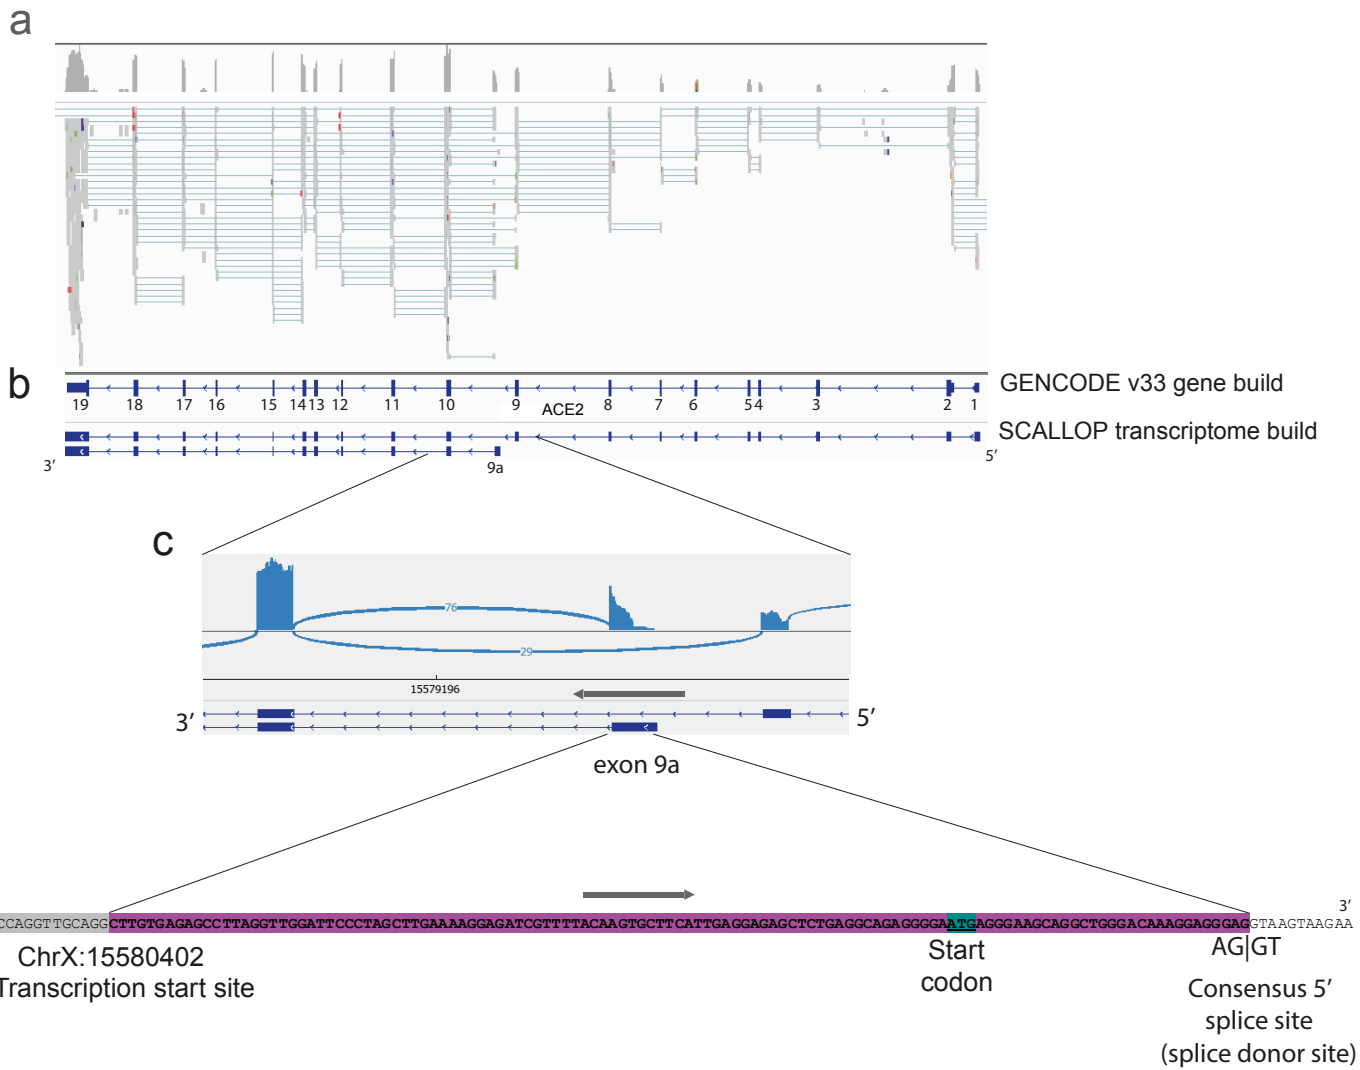 a
b
GENCODE v33 gene build
19 18 17 16 15 14 13 12 11 10 9 8 7 6 5 4 3 2 1
ACE2
SCALLOP transcriptome build
3′ 9a 5′
c
76
29
15579196
3′ 5′
exon 9a
3′
CCAGGTTGCAGGCTTGTGAGAGCCTTAGGTTGGATTCCCTAGCTTGAAAAGGAGATCGTTTTACAAGTGCTTCATTGAGGAGAGCTCTGAGGCAGAGGGGAATGAGGGAAGCAGGCTGGGACAAAGGAGGGAGGTAAGTAAGAA
ChrX:15580402
Transcription start site
Start
codon
AG|GT
Consensus 5′
splice site
(splice donor site)